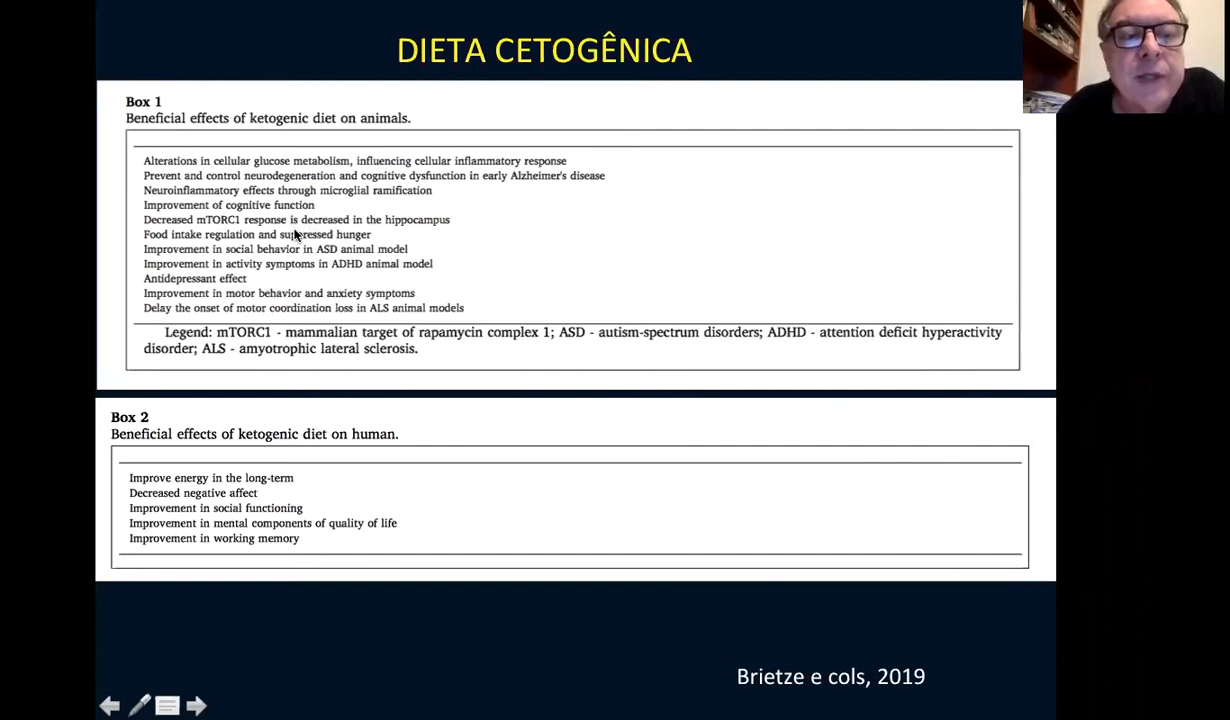 DIETA CETOGÊNICA
Box 1
Beneficial effects of ketogenic diet on animals.
Alterations in cellular glucose metabolism, influencing cellular inflammatory response
Prevent and control neurodegeneration and cognitive dysfunction in early Alzheimer's disease
Neuroinflammatory effects through microglial ramification
Improvement of cognitive function
Decreased mTORC1 response is decreased in the hippocampus
Food intake regulation and suppressed hunger
Improvement in social behavior in ASD animal model
Improvement in activity symptoms in ADHD animal model
Antidepressant effect
Improvement in motor behavior and anxiety symptoms
Delay the onset of motor coordination loss in ALS animal models
Legend: mTORC1 - mammalian target of rapamycin complex 1; ASD - autism-spectrum disorders; ADHD - attention deficit hyperactivity
disorder; ALS - amyotrophic lateral sclerosis.
Box 2
Beneficial effects of ketogenic diet on human.
Improve energy in the long-term
Decreased negative affect
Improvement in social functioning
Improvement in mental components of quality of life
Improvement in working memory
Brietze e cols, 2019